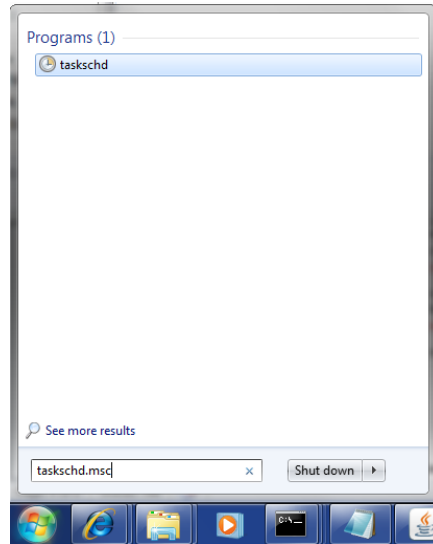 Programs (1)
taskschd
See more results
taskschd.msc
Shut down
C:\_